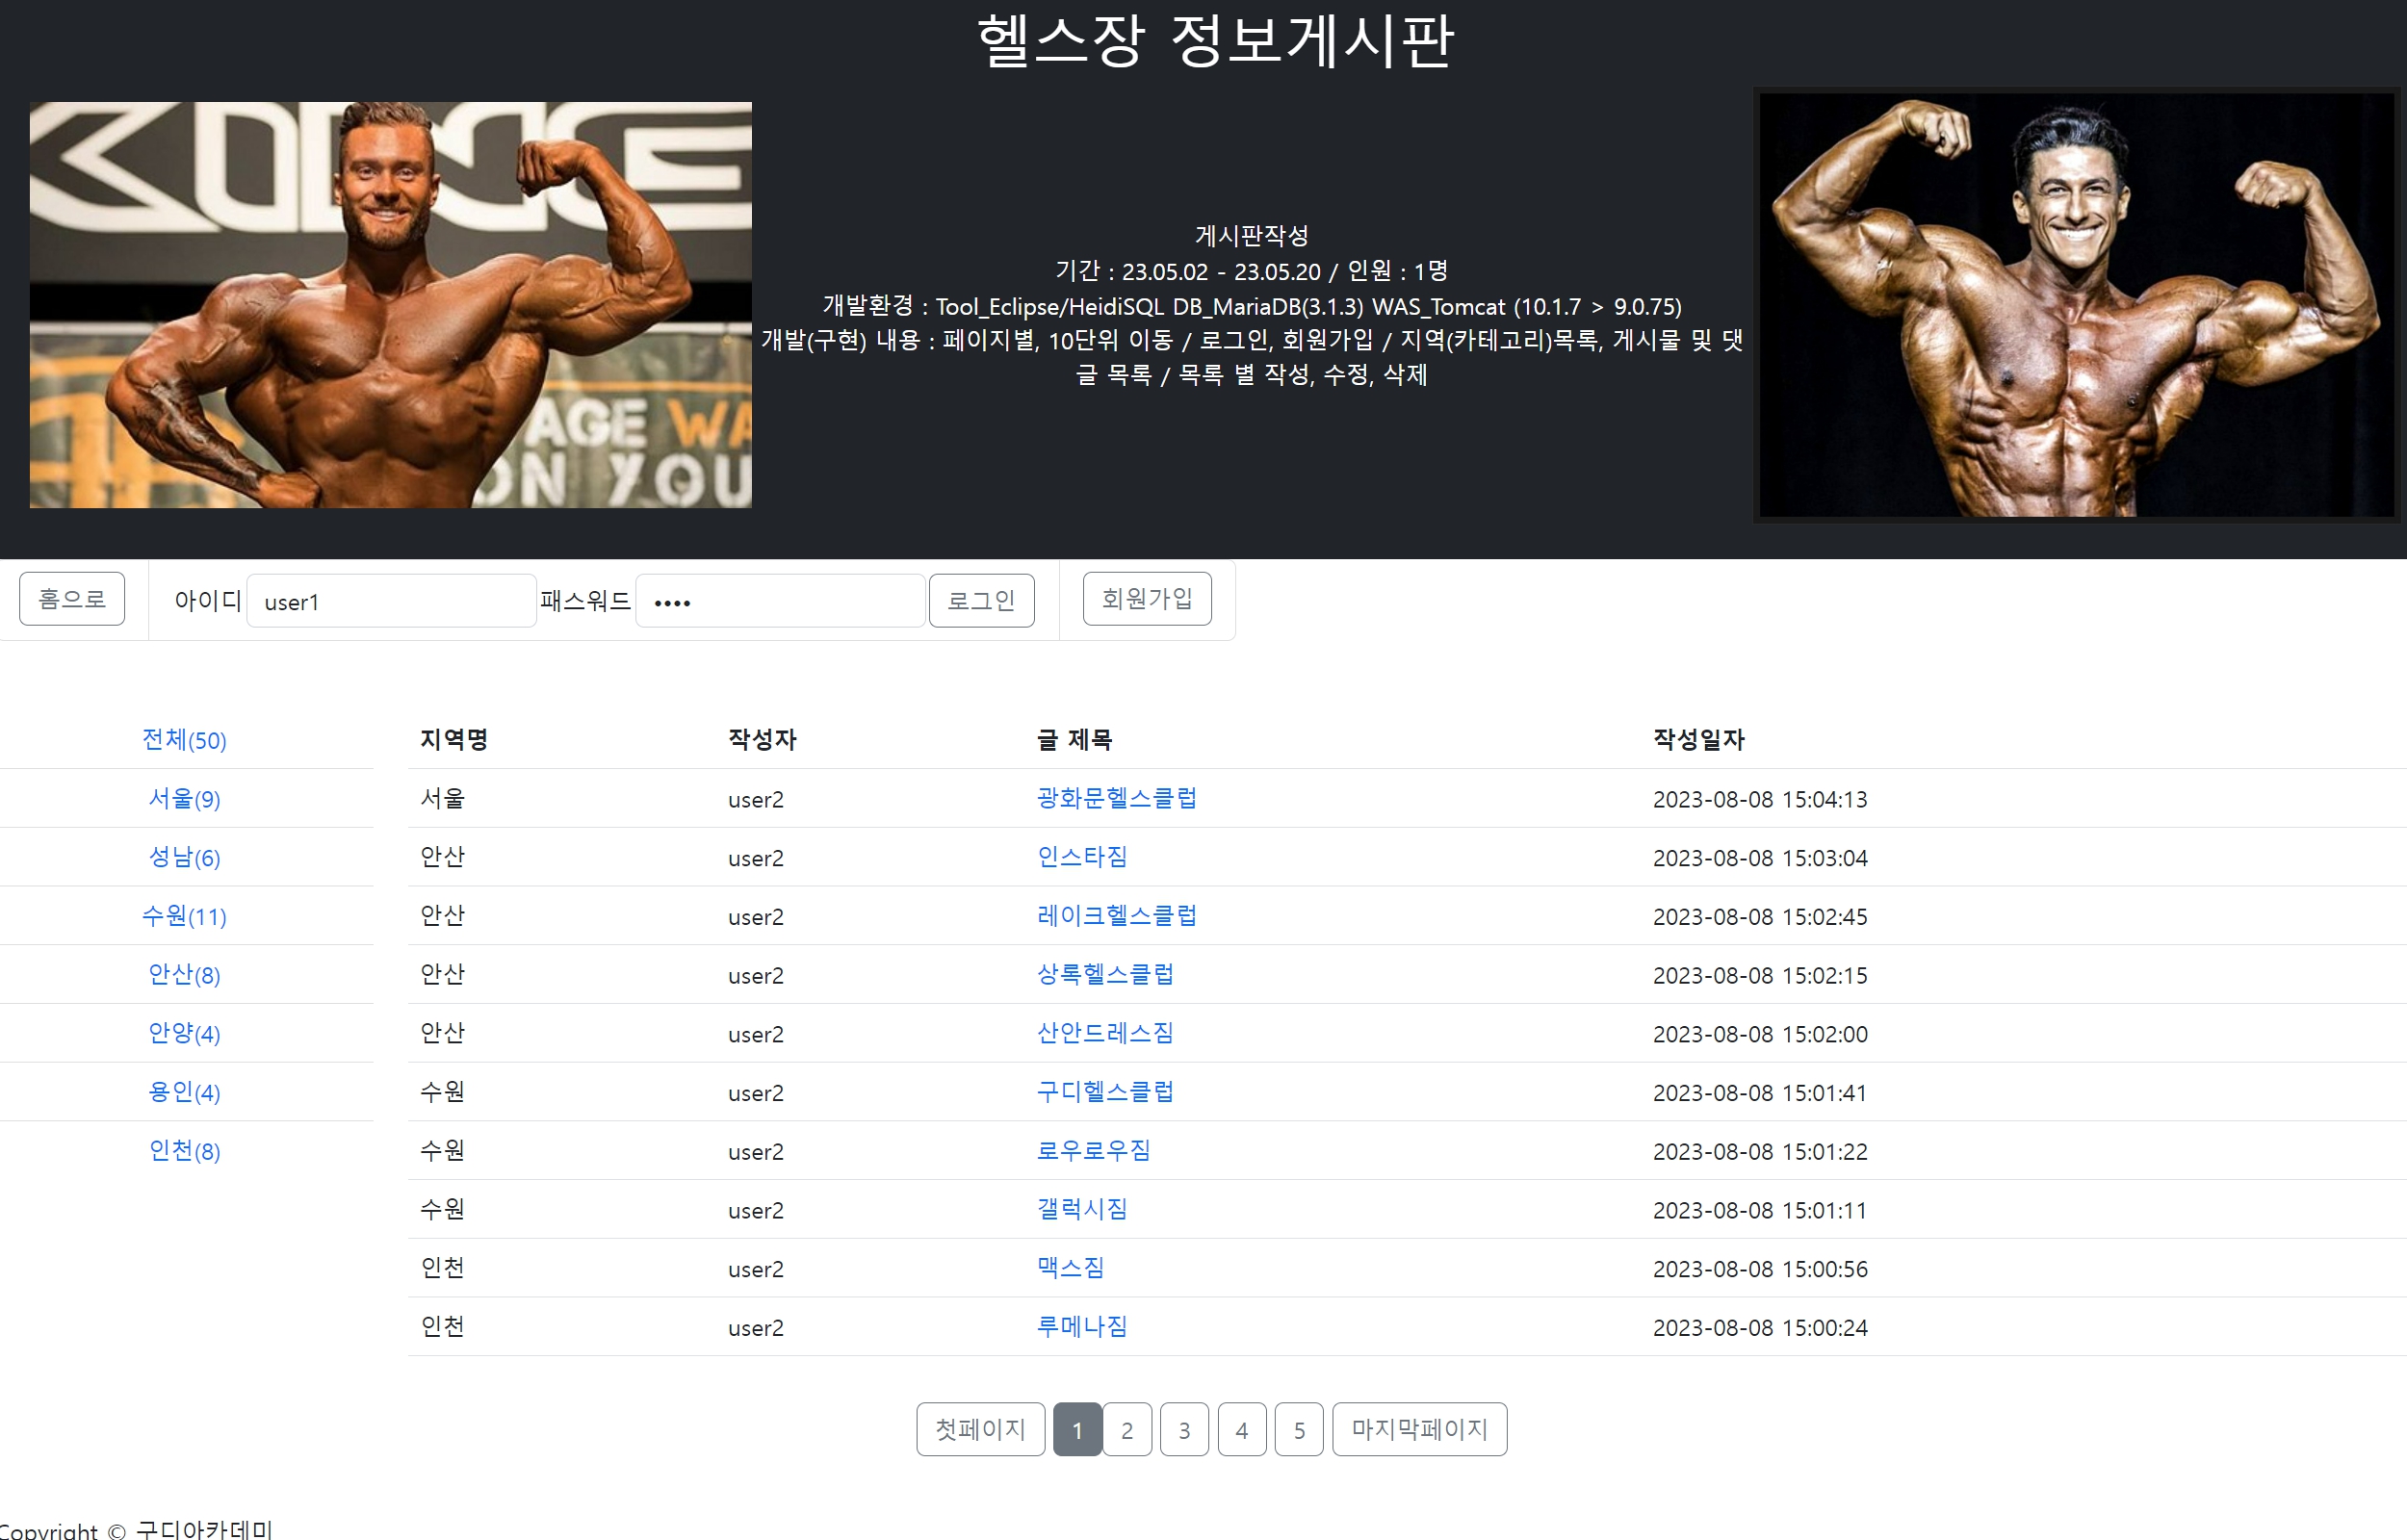 헬스장 정보게시판
AGE WA
ON YOU
게시판작성
기간 : 23.05.02 - 23.05.20 / 인원 : 1명
개발환경 : Tool_Eclipse/HeidiSQL DB_MariaDB(3.1.3) WAS_Tomcat (10.1.7 > 9.0.75)
개발(구현) 내용 : 페이지별, 10단위 이동 / 로그인, 회원가입 / 지역(카테고리)목록, 게시물 및 댓
글 목록 / 목록 별 작성, 수정, 삭제
홈으로 아이디 user1 패스워드 •••• 로그인 회원가입
전체(50)
서울(9)
성남(6)
수원(11)
안산(8)
안양(4)
용인(4)
인천(8)
지역명 작성자 글 제목 작성일자
서울 user2 광화문헬스클럽 2023-08-08 15:04:13
안산 user2 인스타짐 2023-08-08 15:03:04
안산 user2 레이크헬스클럽 2023-08-08 15:02:45
안산 user2 상록헬스클럽 2023-08-08 15:02:15
안산 user2 산안드레스짐 2023-08-08 15:02:00
수원 user2 구디헬스클럽 2023-08-08 15:01:41
수원 user2 로우로우짐 2023-08-08 15:01:22
수원 user2 갤럭시짐 2023-08-08 15:01:11
인천 user2 맥스짐 2023-08-08 15:00:56
인천 user2 루메나짐 2023-08-08 15:00:24
첫페이지 1 2 3 4 5 마지막페이지
Copyright © 구디아카데미